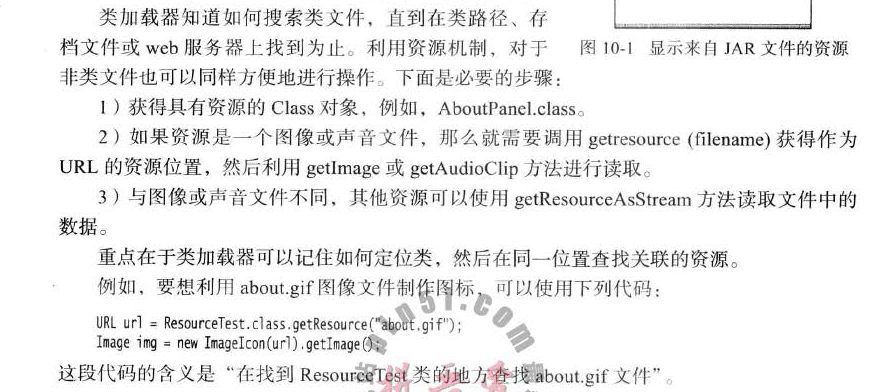 类加载器知道如何搜索类文件，直到在类路径、存
档文件或 web 服务器上找到为止。利用资源机制，对于
图 10-1 显示来自 JAR 文件的资源
非类文件也可以同样方便地进行操作。下面是必要的步骤：
1）获得具有资源的 Class 对象，例如，AboutPanel.class。
2）如果资源是一个图像或声音文件，那么就需要调用 getresource (filename) 获得作为
URL 的资源位置，然后利用 getImage 或 getAudioClip 方法进行读取。
3）与图像或声音文件不同，其他资源可以使用 getResourceAsStream 方法读取文件中的
数据。
重点在于类加载器可以记住如何定位类，然后在同一位置查找关联的资源。
例如，要想利用 about.gif 图像文件制作图标，可以使用下列代码：
URL url = ResourceTest.class.getResource("about.gif");
Image img = new ImageIcon(url).getImage();
这段代码的含义是“在找到 ResourceTest 类的地方查找 about.gif 文件”。